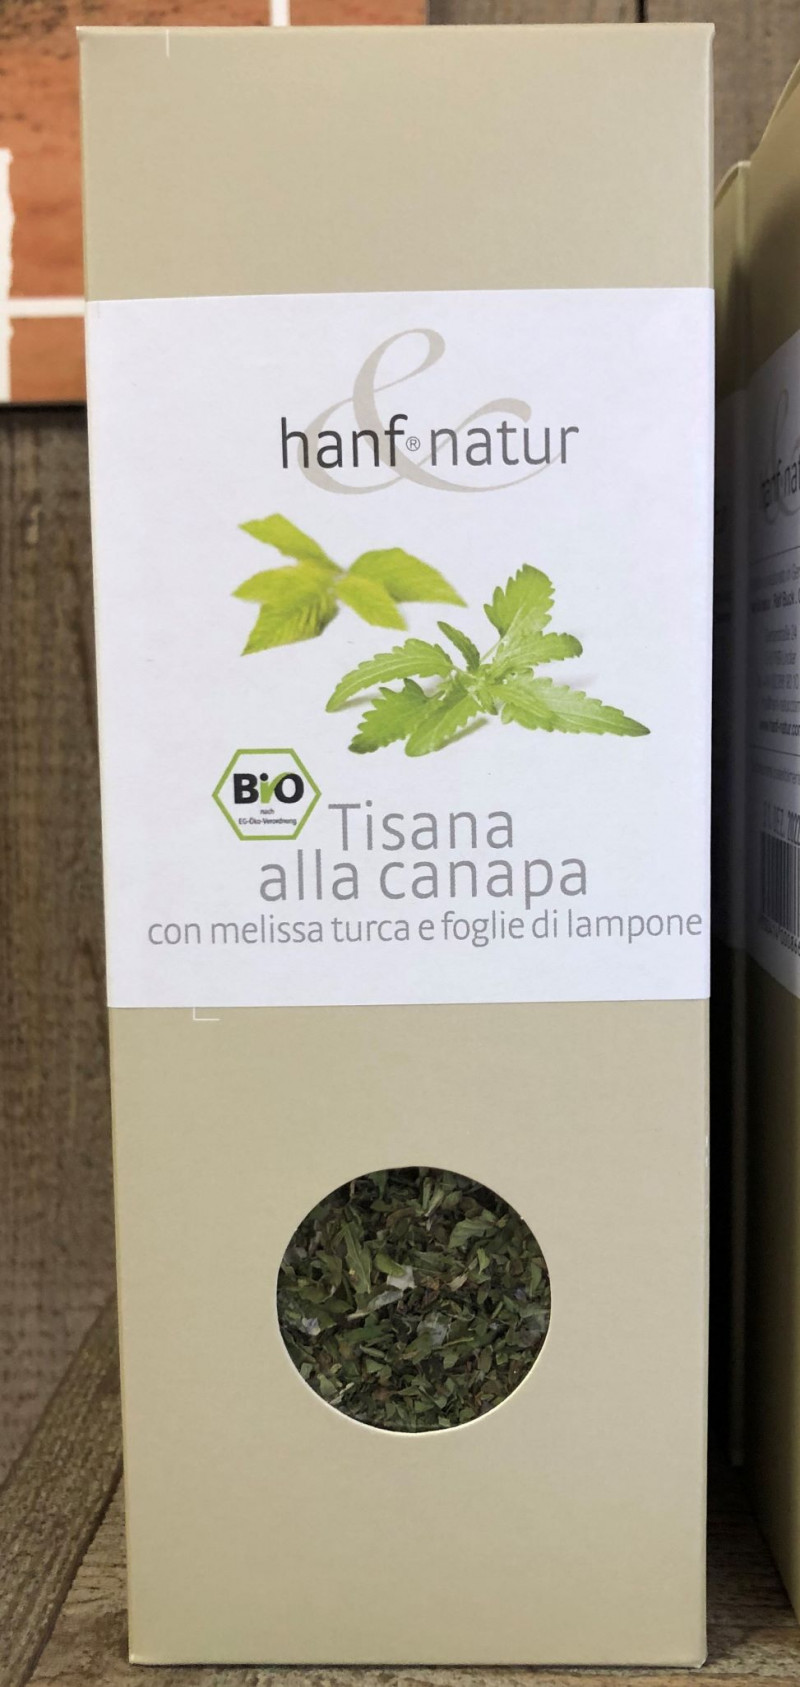 &
hanf® natur
BiO
nach
EG-Öko-Verordnung
Tisana
alla canapa
con melissa turca e foglie di lampone